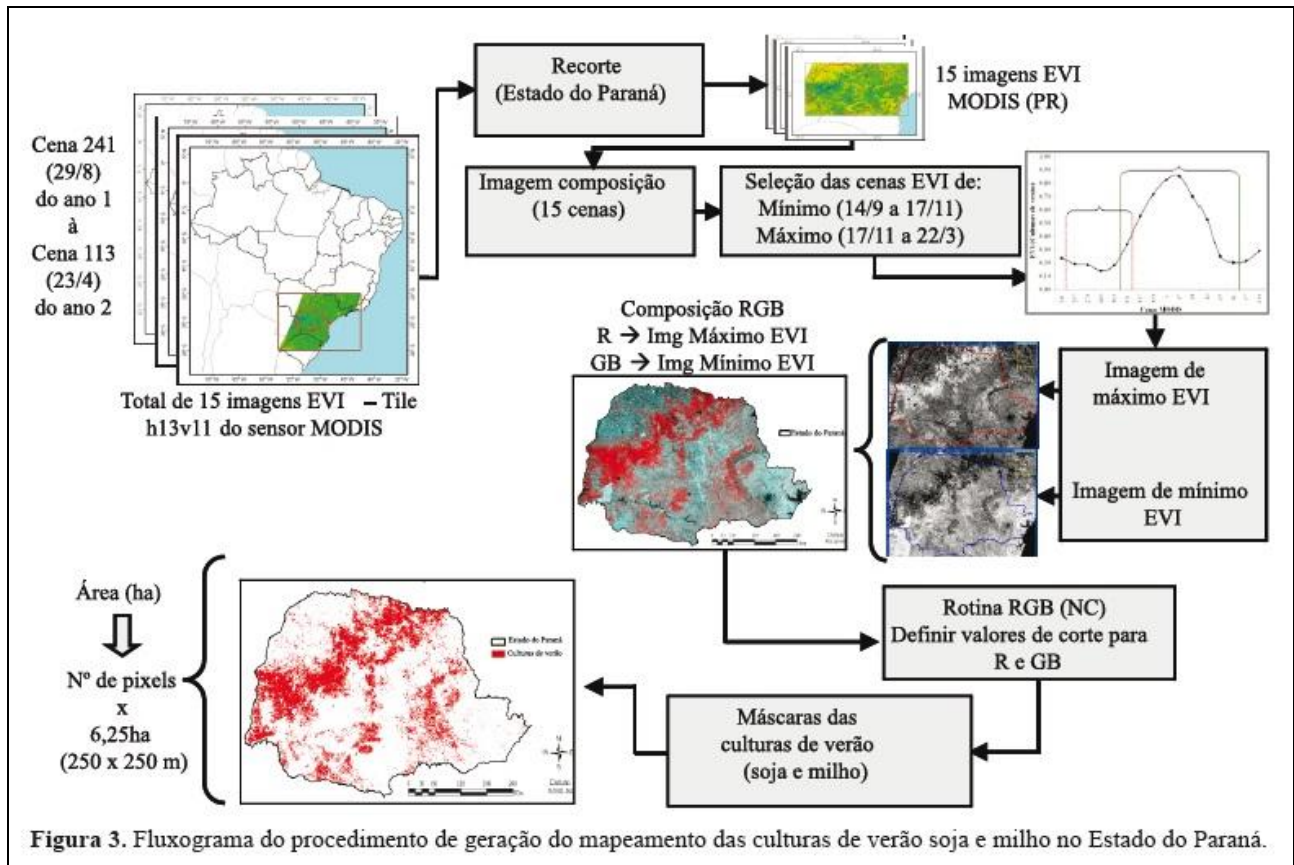 Recorte
(Estado do Paraná)
15 imagens EVI
MODIS (PR)
Cena 241
(29/8)
do ano 1
à
Cena 113
(23/4)
do ano 2
Imagem composição
(15 cenas)
Seleção das cenas EVI de:
Mínimo (14/9 a 17/11)
Máximo (17/11 a 22/3)
Cena MODIS
Total de 15 imagens EVI – Tile
h13v11 do sensor MODIS
Composição RGB
R → Img Máximo EVI
GB → Img Mínimo EVI
Estado do Paraná
Imagem de
máximo EVI
Imagem de mínimo
EVI
Área (ha)
Nº de pixels
x
6,25ha
(250 x 250 m)
Estado do Paraná
Culturas de verão
Rotina RGB (NC)
Definir valores de corte para
R e GB
Máscaras das
culturas de verão
(soja e milho)
Figura 3. Fluxograma do procedimento de geração do mapeamento das culturas de verão soja e milho no Estado do Paraná.